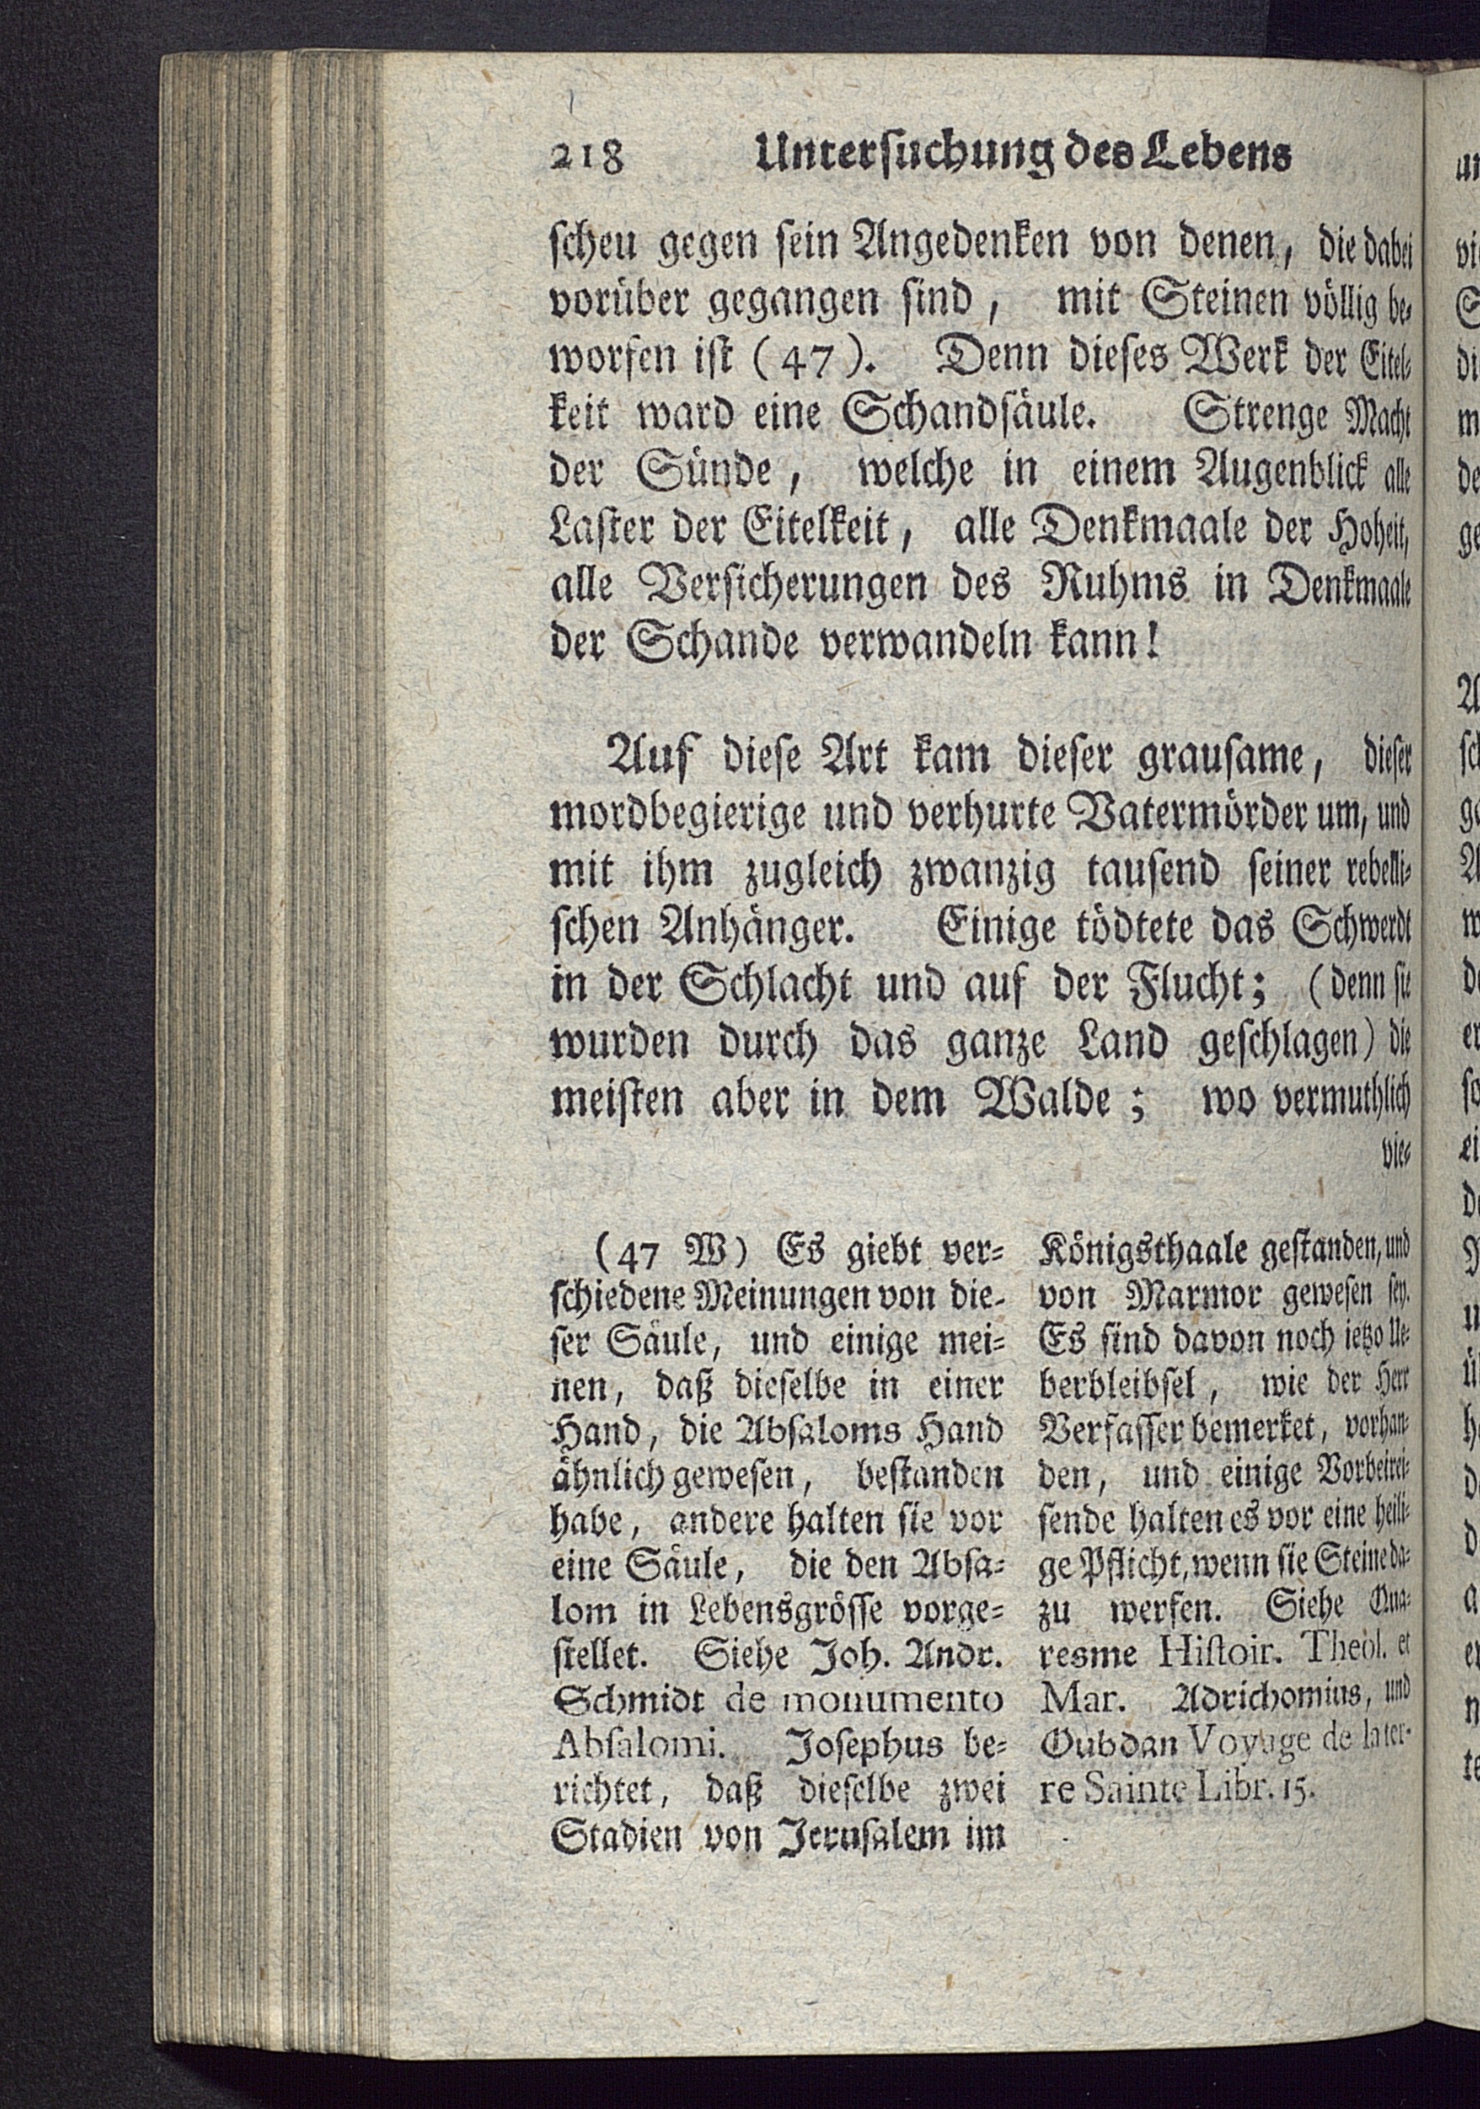 218 Untersuchung des Lebens
scheu gegen sein Angedenken von denen, die dabei
vorüber gegangen sind, mit Steinen völlig be-
worfen ist (47). Denn dieses Werk der Eitel-
keit ward eine Schandsäule. Strenge Macht
der Sünde, welche in einem Augenblick alle
Laster der Eitelkeit, alle Denkmaale der Hoheit,
alle Versicherungen des Ruhms in Denkmaale
der Schande verwandeln kann!
Auf diese Art kam dieser grausame, dieser
mordbegierige und verhurte Vatermörder um, und
mit ihm zugleich zwanzig tausend seiner rebelli-
schen Anhänger. Einige tödtete das Schwerdt
in der Schlacht und auf der Flucht; (denn sie
wurden durch das ganze Land geschlagen) die
meisten aber in dem Walde; wo vermuthlich
vie-
(47 W) Es giebt ver-
schiedene Meinungen von die-
ser Säule, und einige mei-
nen, daß dieselbe in einer
Hand, die Absaloms Hand
ähnlich gewesen, bestanden
habe, andere halten sie vor
eine Säule, die den Absa-
lom in Lebensgrösse vorge-
stellet. Siehe Joh. Andr.
Schmidt de monumento
Absalomi. Josephus be-
richtet, daß dieselbe zwei
Stadien von Jerusalem im
Königsthaale gestanden, und
von Marmor gewesen sey.
Es sind davon noch ietzo Ue-
berbleibsel, wie der Herr
Verfasser bemerket, vorhan-
den, und einige Vorbeirei-
sende halten es vor eine heili-
ge Pflicht, wenn sie Steine da-
zu werfen. Siehe Qua-
resme Histoir. Theol. et
Mar. Adrichomius, und
Oubdan Voyage de la ter-
re Sainte Libr. 15.